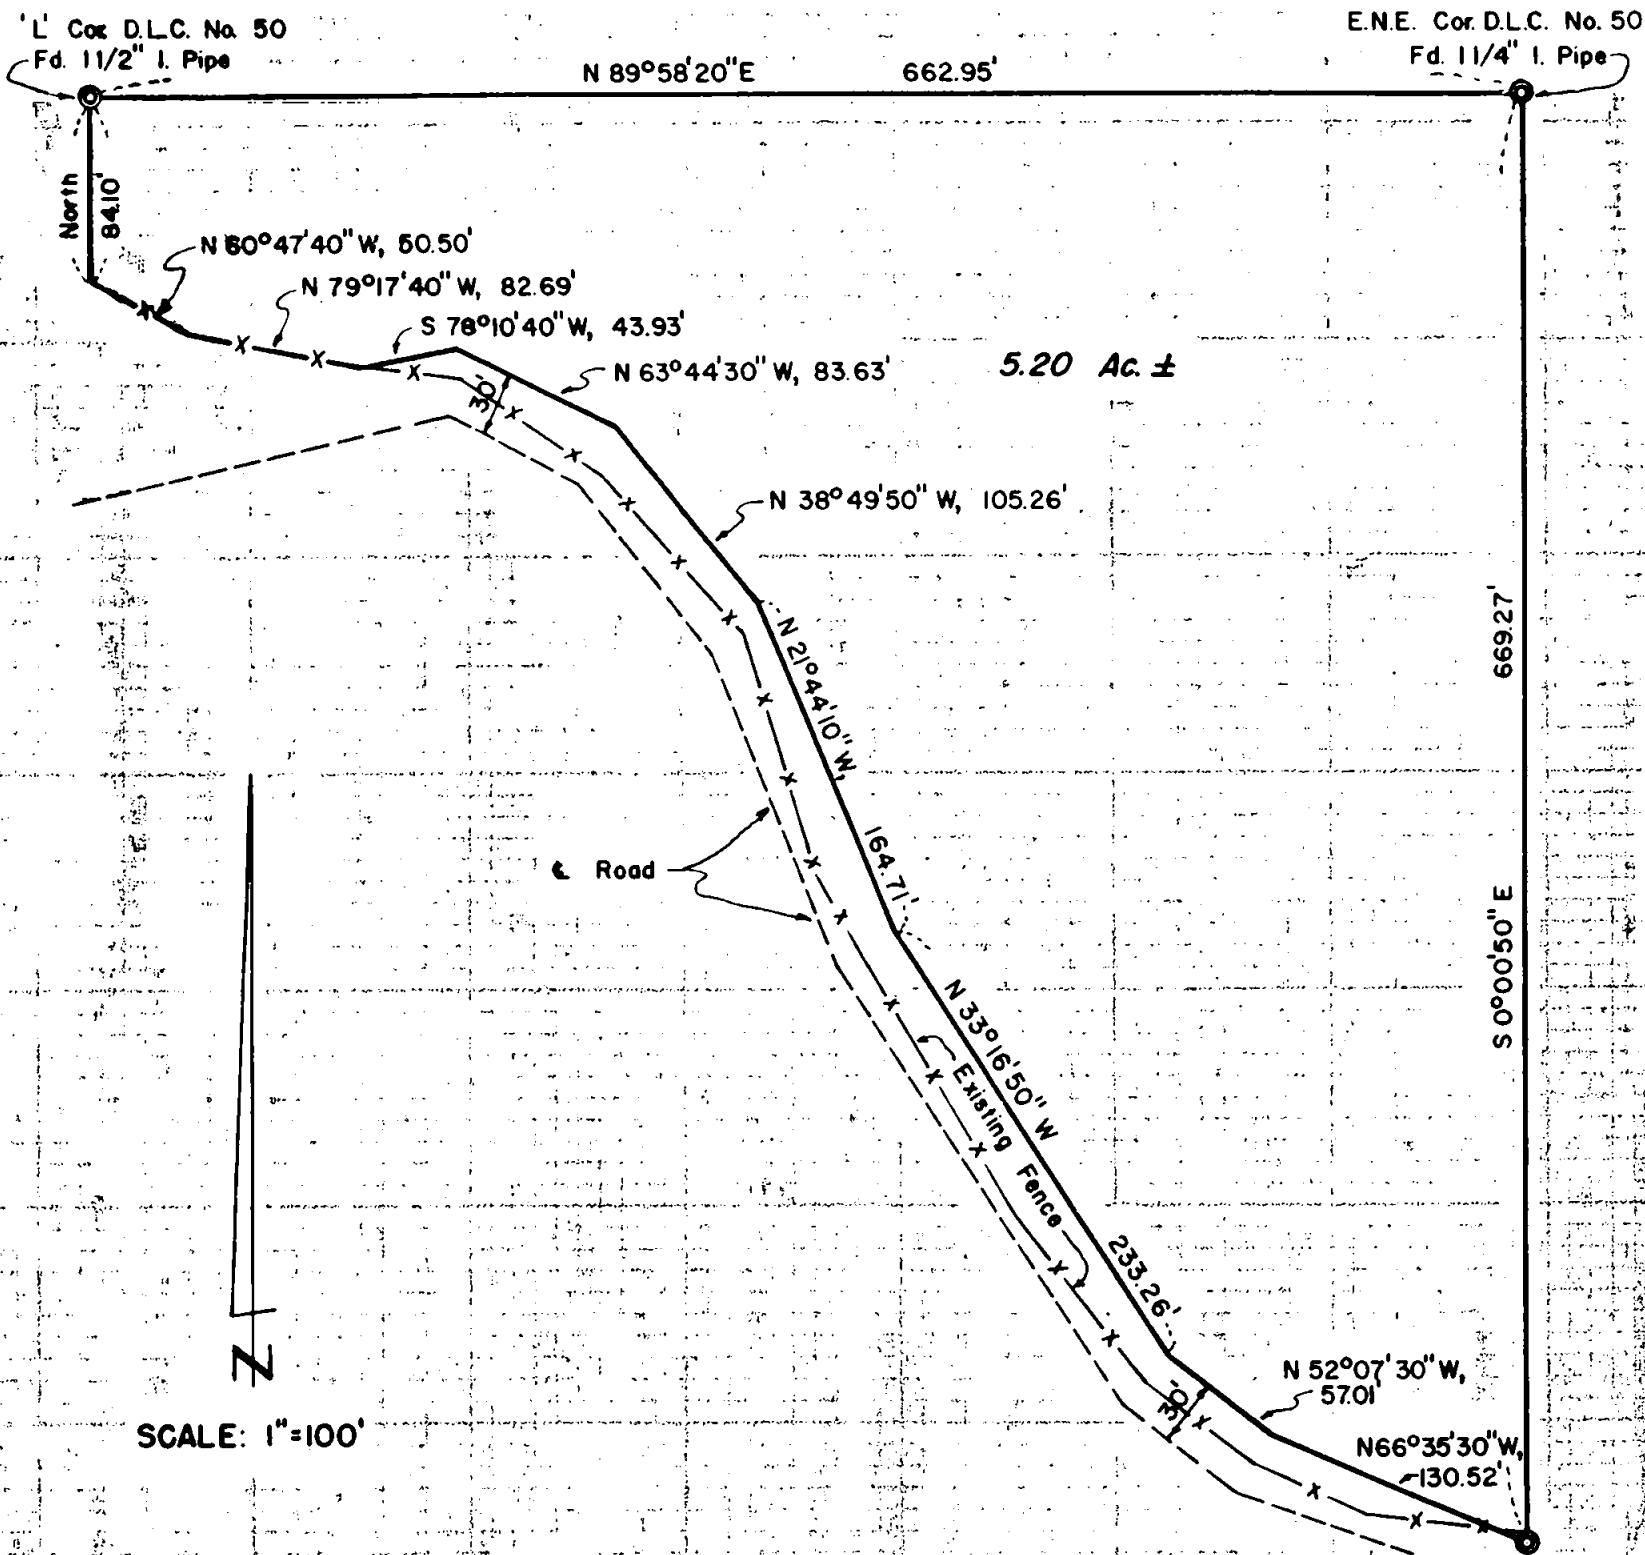 'L' Cor D.L.C. No. 50
Fd. 1 1/2" I. Pipe
E.N.E. Cor. D.L.C. No. 50
Fd. 1 1/4" I. Pipe
N 89°58'20" E 662.95'
North
84.10'
N 60°47'40" W, 50.50'
N 79°17'40" W, 82.69'
S 78°10'40" W, 43.93'
N 63°44'30" W, 83.63'
5.20 Ac. ±
30'
N 38°49'50" W, 105.26'
N 21°44'10" W,
164.71'
669.27'
S 0°00'50" E
℄ Road
N 33°16'50" W
233.26'
Existing Fence
N
SCALE: 1"=100'
30'
N 52°07'30" W,
57.01'
N66°35'30" W,
130.52'